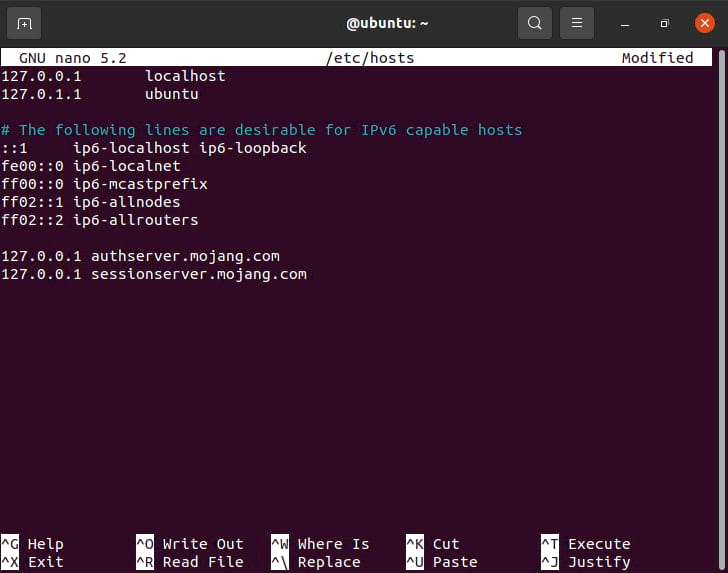 @ubuntu: ~
GNU nano 5.2 /etc/hosts Modified
127.0.0.1 localhost
127.0.1.1 ubuntu
# The following lines are desirable for IPv6 capable hosts
::1 ip6-localhost ip6-loopback
fe00::0 ip6-localnet
ff00::0 ip6-mcastprefix
ff02::1 ip6-allnodes
ff02::2 ip6-allrouters
127.0.0.1 authserver.mojang.com
127.0.0.1 sessionserver.mojang.com
^G Help ^O Write Out ^W Where Is ^K Cut ^T Execute
^X Exit ^R Read File ^\ Replace ^U Paste ^J Justify